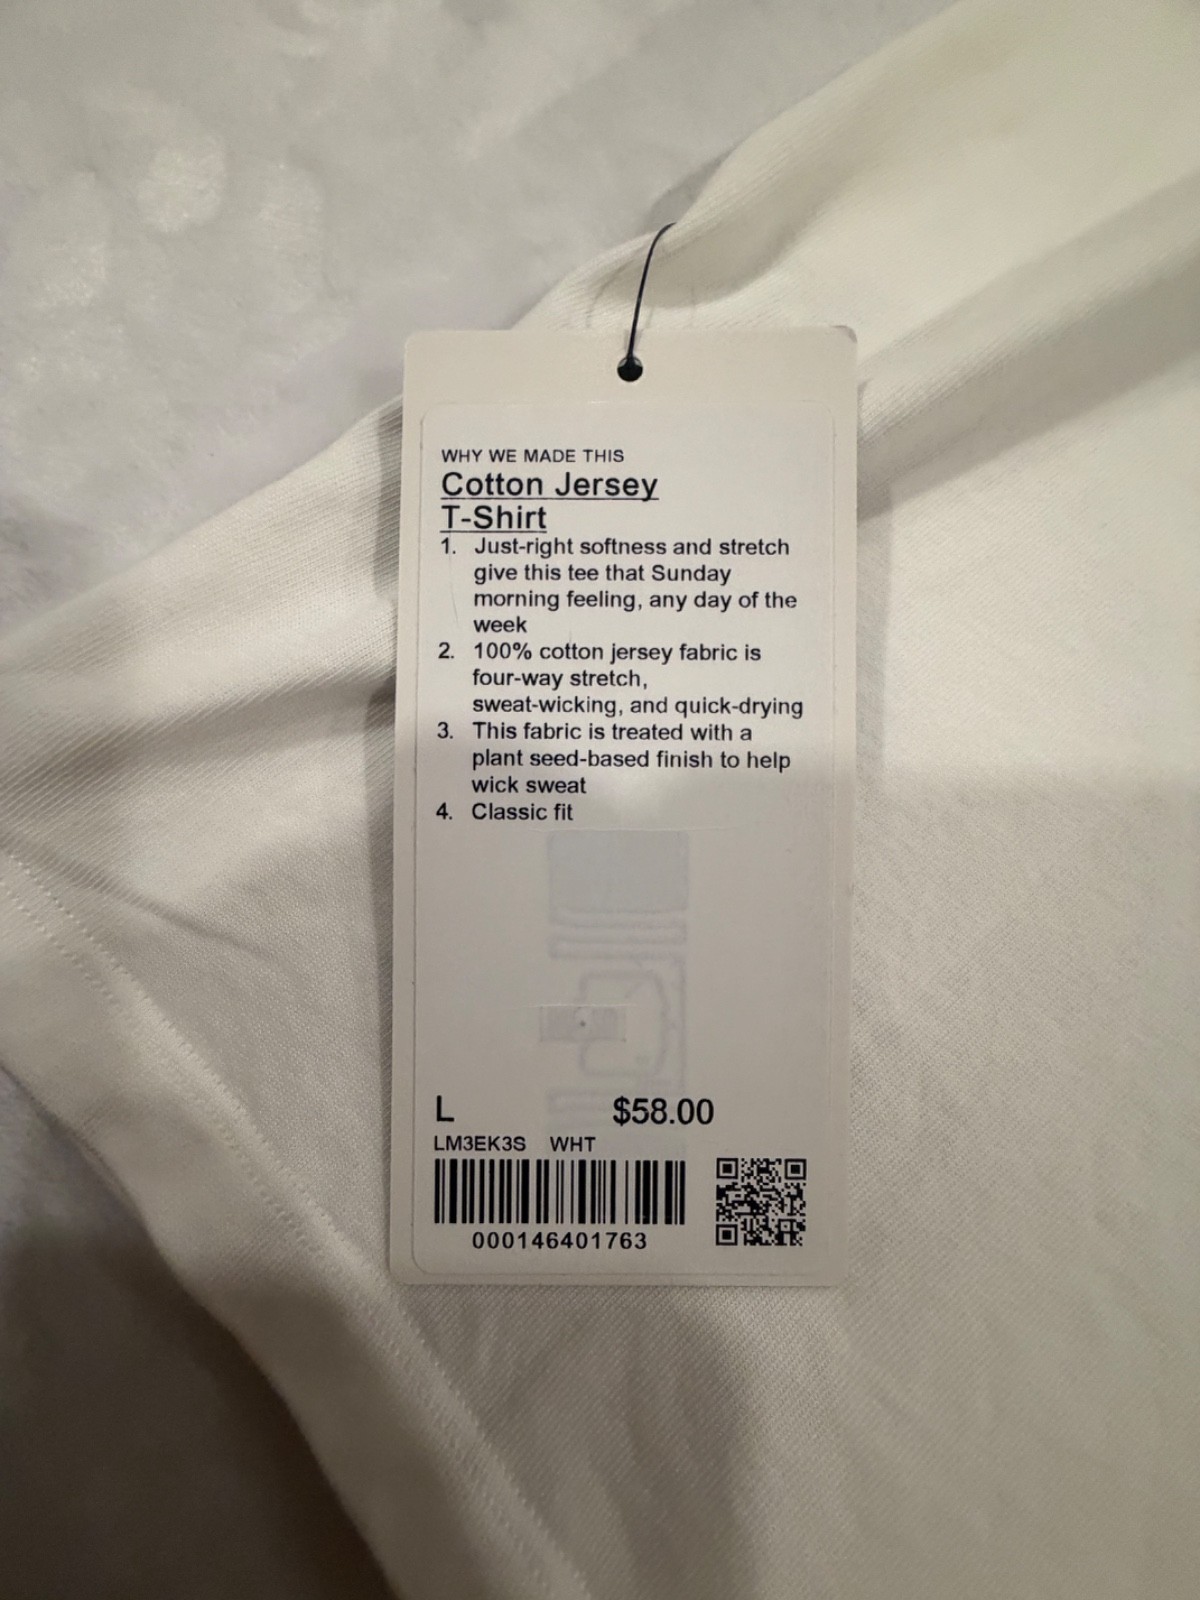 WHY WE MADE THIS
Cotton Jersey
T-Shirt
1. Just-right softness and stretch
give this tee that Sunday
morning feeling, any day of the
week
2. 100% cotton jersey fabric is
four-way stretch,
sweat-wicking, and quick-drying
3. This fabric is treated with a
plant seed-based finish to help
wick sweat
4. Classic fit
L $58.00
LM3EK3S WHT
000146401763